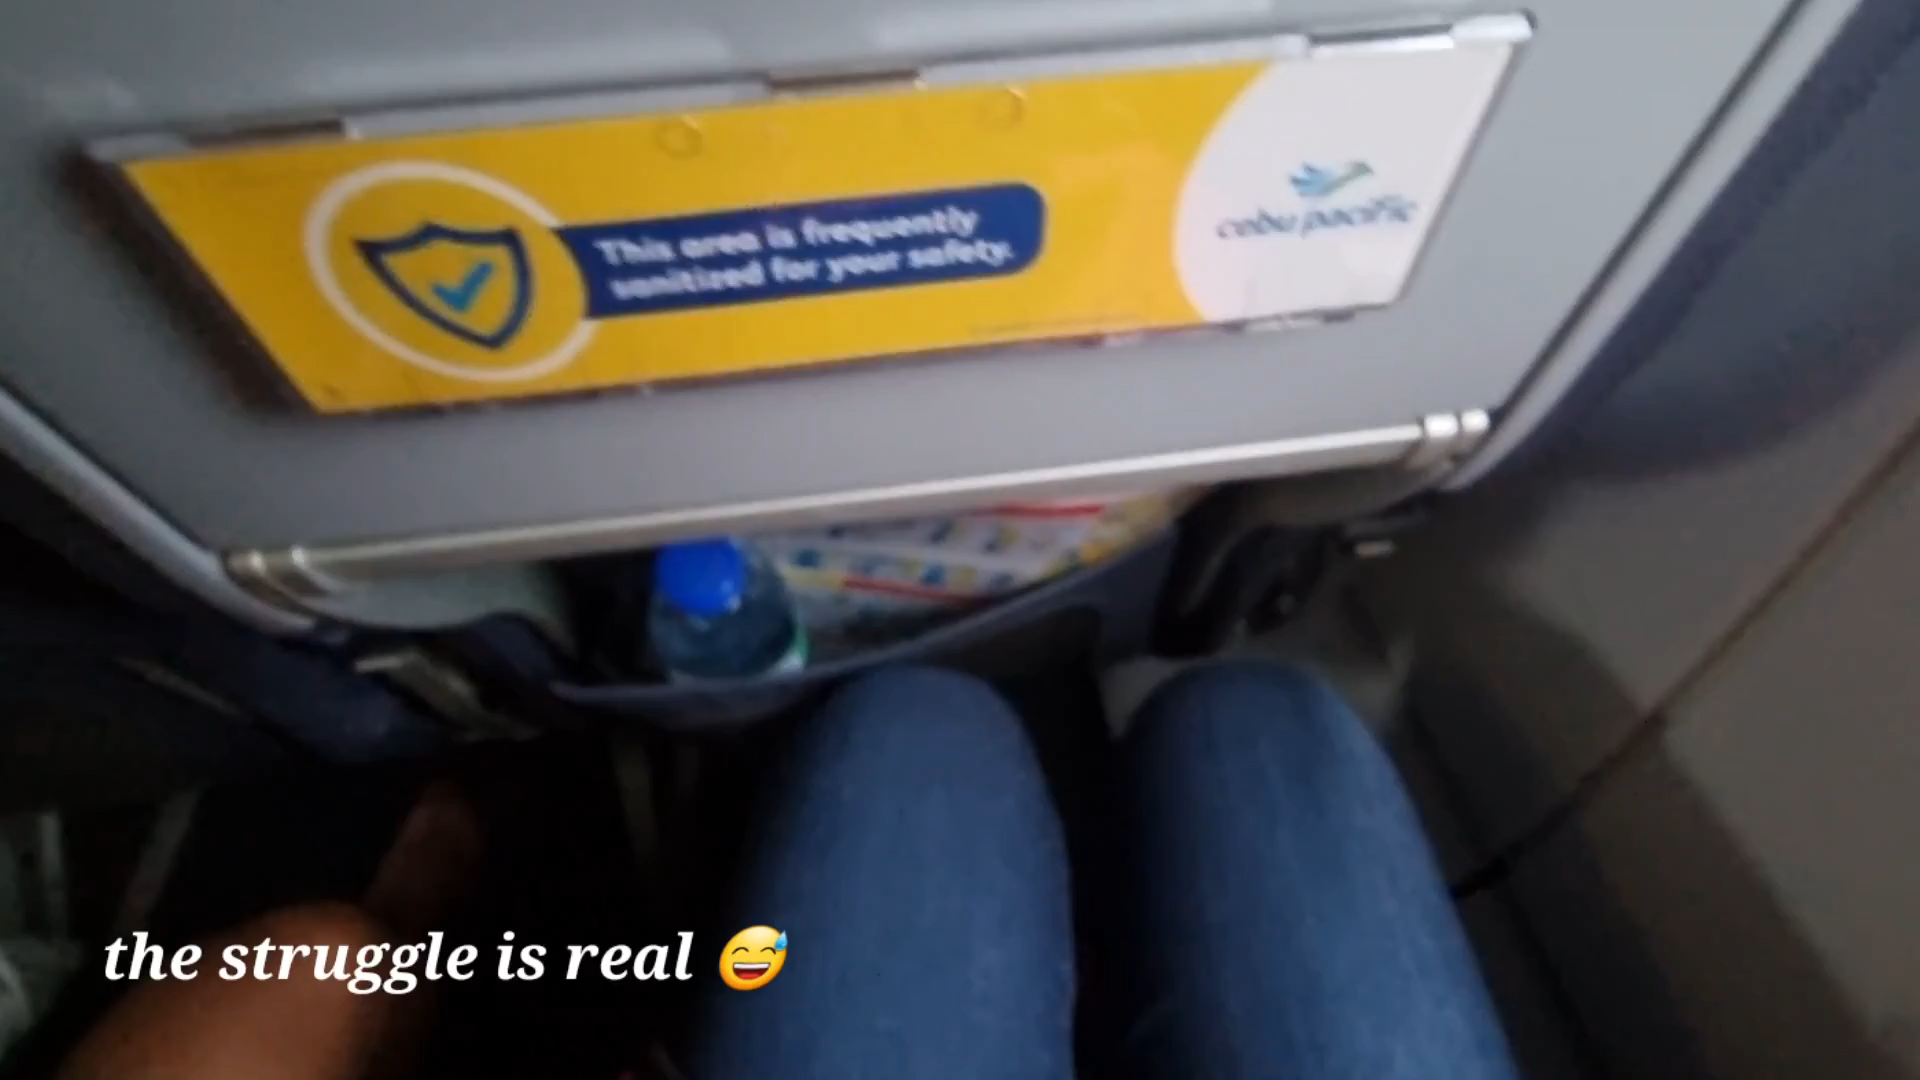 This area is frequently
sanitized for your safety.
cebu pacific
the struggle is real 😅